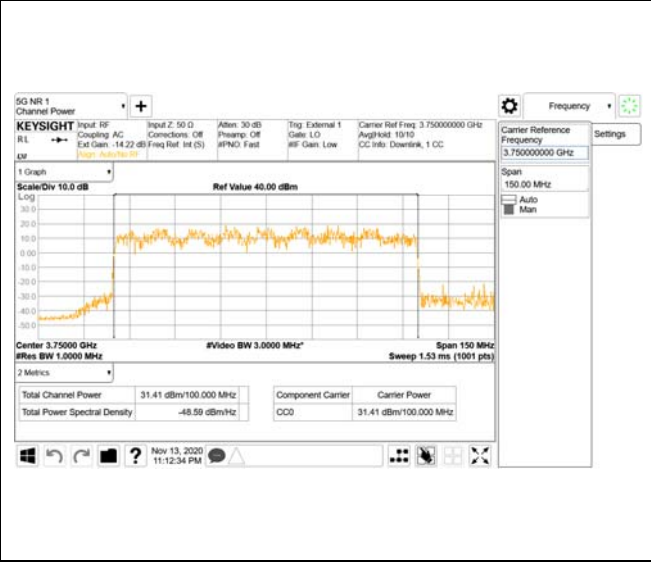 5G NR 1
Channel Power
Frequency
KEYSIGHT
RL
Input: RF
Coupling: AC
Ext Gain: -14.22 dB
Align: Auto/No RF
Input Z: 50 Ω
Corrections: Off
Freq Ref: Int (S)
Atten: 30 dB
Preamp: Off
#PNO: Fast
Trig: External 1
Gate: LO
#IF Gain: Low
Carrier Ref Freq: 3.750000000 GHz
Avg|Hold: 10/10
CC Info: Downlink, 1 CC
Carrier Reference
Frequency
3.750000000 GHz
Settings
Span
150.00 MHz
Auto
Man
1 Graph
Scale/Div 10.0 dB
Ref Value 40.00 dBm
Log
30.0
20.0
10.0
0.00
-10.0
-20.0
-30.0
-40.0
-50.0
Center 3.75000 GHz
#Video BW 3.0000 MHz*
Span 150 MHz
#Res BW 1.0000 MHz
Sweep 1.53 ms (1001 pts)
2 Metrics
Total Channel Power 31.41 dBm/100.000 MHz
Total Power Spectral Density -48.59 dBm/Hz
Component Carrier Carrier Power
CC0 31.41 dBm/100.000 MHz
?
Nov 13, 2020
11:12:34 PM